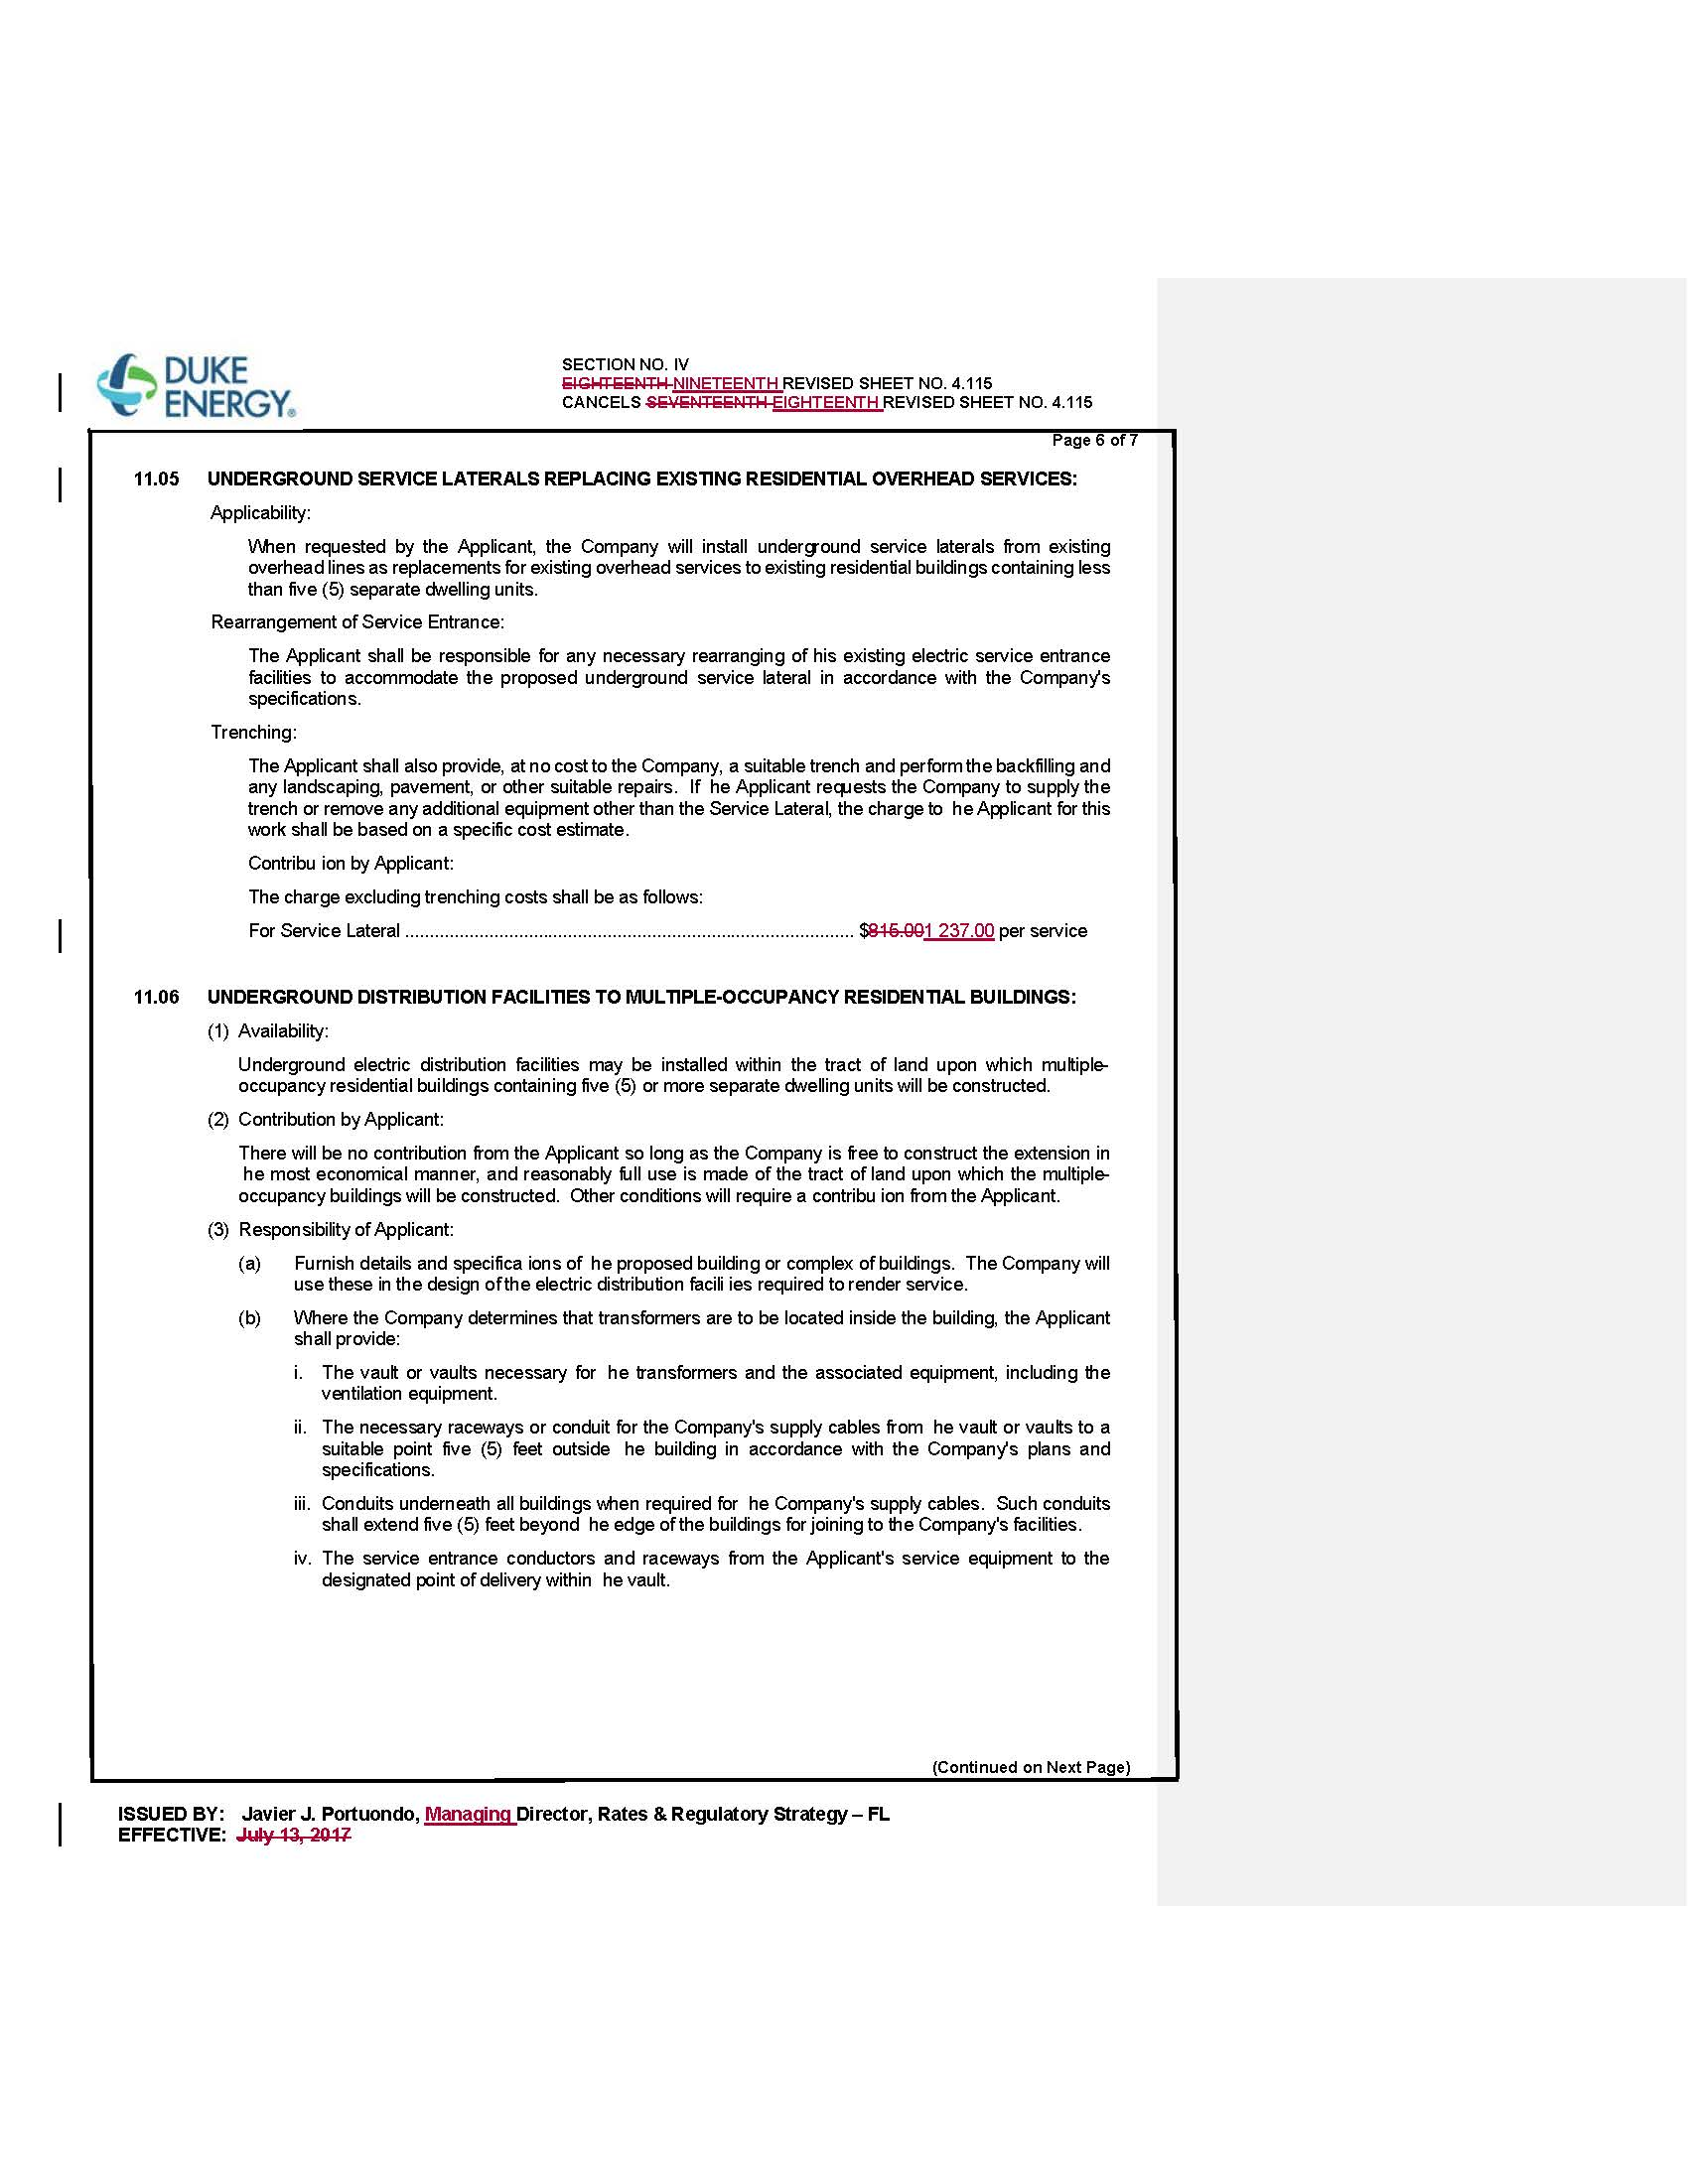 DUKE
ENERGY®
SECTION NO. IV
EIGHTEENTH NINETEENTH REVISED SHEET NO. 4.115
CANCELS SEVENTEENTH EIGHTEENTH REVISED SHEET NO. 4.115
Page 6 of 7
11.05 UNDERGROUND SERVICE LATERALS REPLACING EXISTING RESIDENTIAL OVERHEAD SERVICES:
Applicability:
When requested by the Applicant, the Company will install underground service laterals from existing
overhead lines as replacements for existing overhead services to existing residential buildings containing less
than five (5) separate dwelling units.
Rearrangement of Service Entrance:
The Applicant shall be responsible for any necessary rearranging of his existing electric service entrance
facilities to accommodate the proposed underground service lateral in accordance with the Company's
specifications.
Trenching:
The Applicant shall also provide, at no cost to the Company, a suitable trench and perform the backfilling and
any landscaping, pavement, or other suitable repairs. If he Applicant requests the Company to supply the
trench or remove any additional equipment other than the Service Lateral, the charge to he Applicant for this
work shall be based on a specific cost estimate.
Contribu ion by Applicant:
The charge excluding trenching costs shall be as follows:
For Service Lateral .......................................................................................... $815.001 237.00 per service
11.06 UNDERGROUND DISTRIBUTION FACILITIES TO MULTIPLE-OCCUPANCY RESIDENTIAL BUILDINGS:
(1) Availability:
Underground electric distribution facilities may be installed within the tract of land upon which multiple-
occupancy residential buildings containing five (5) or more separate dwelling units will be constructed.
(2) Contribution by Applicant:
There will be no contribution from the Applicant so long as the Company is free to construct the extension in
he most economical manner, and reasonably full use is made of the tract of land upon which the multiple-
occupancy buildings will be constructed. Other conditions will require a contribu ion from the Applicant.
(3) Responsibility of Applicant:
(a) Furnish details and specifica ions of he proposed building or complex of buildings. The Company will
use these in the design of the electric distribution facili ies required to render service.
(b) Where the Company determines that transformers are to be located inside the building, the Applicant
shall provide:
i. The vault or vaults necessary for he transformers and the associated equipment, including the
ventilation equipment.
ii. The necessary raceways or conduit for the Company's supply cables from he vault or vaults to a
suitable point five (5) feet outside he building in accordance with the Company's plans and
specifications.
iii. Conduits underneath all buildings when required for he Company's supply cables. Such conduits
shall extend five (5) feet beyond he edge of the buildings for joining to the Company's facilities.
iv. The service entrance conductors and raceways from the Applicant's service equipment to the
designated point of delivery within he vault.
(Continued on Next Page)
ISSUED BY: Javier J. Portuondo, Managing Director, Rates & Regulatory Strategy – FL
EFFECTIVE: July 13, 2017